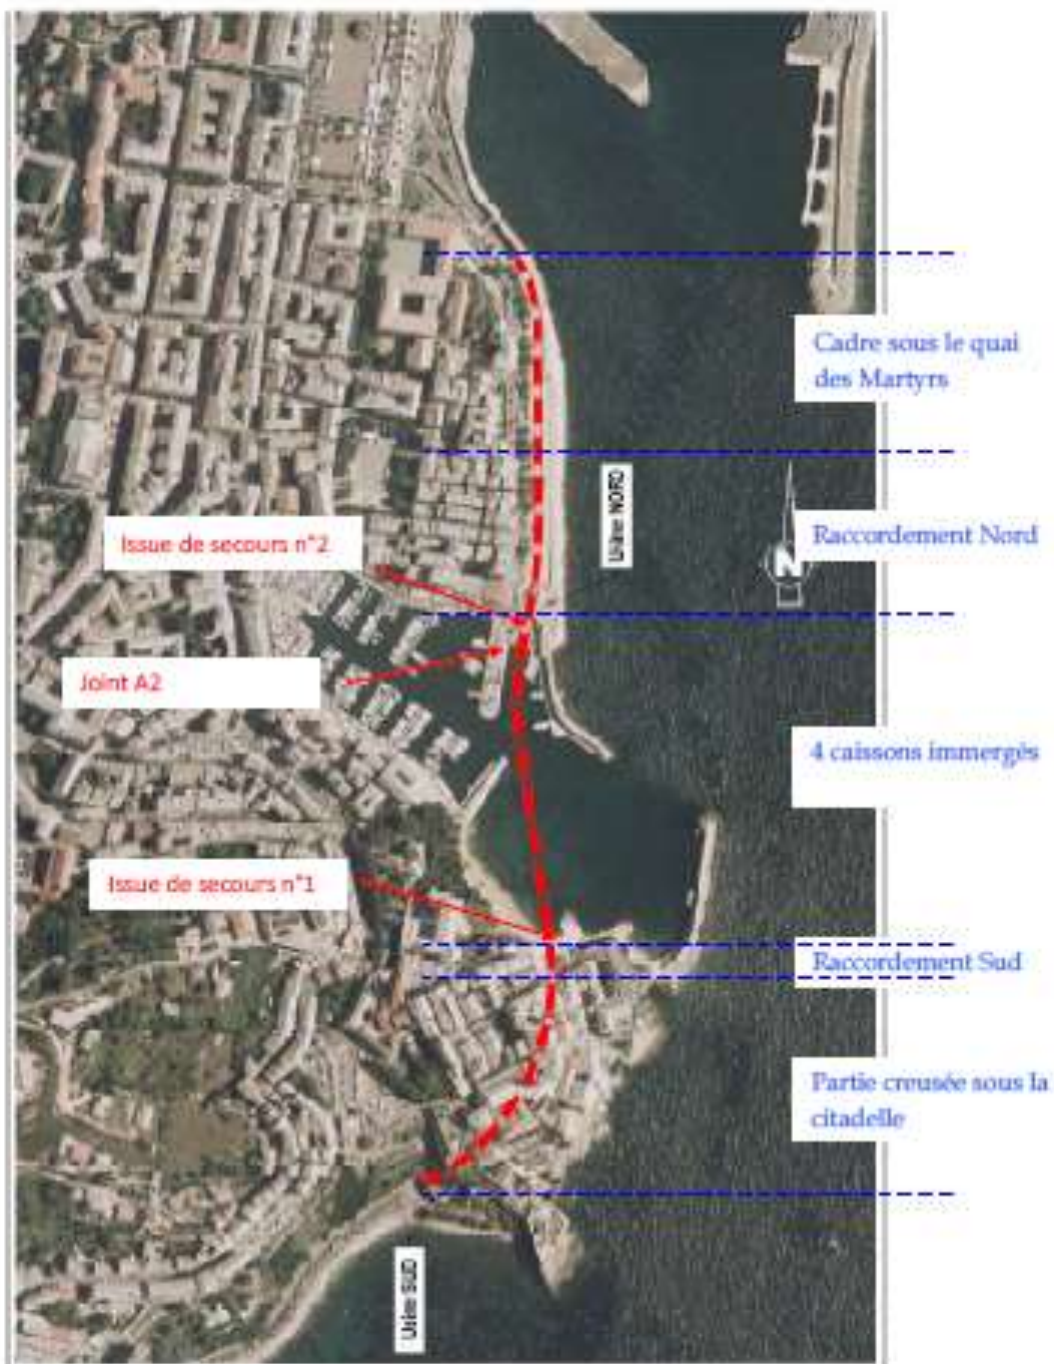 Cadre sous le quai
des Martyrs
Usine NORD
Issue de secours n°2
Raccordement Nord
N
Joint A2
4 caissons immergés
Issue de secours n°1
Raccordement Sud
Partie creusée sous la
citadelle
Usine SUD